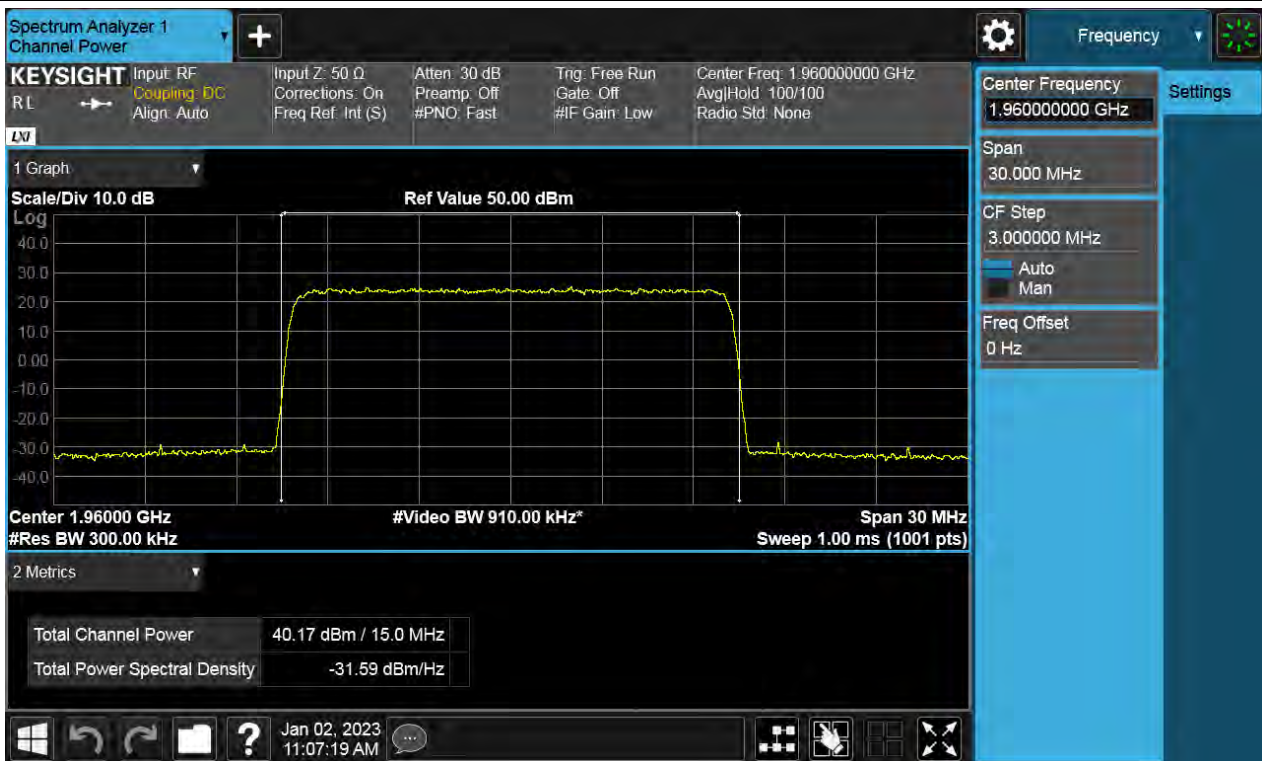 Spectrum Analyzer 1
Channel Power
Frequency
KEYSIGHT
R L
LXI
Input: RF
Coupling: DC
Align: Auto
Input Z: 50 Ω
Corrections: On
Freq Ref: Int (S)
Atten: 30 dB
Preamp: Off
#PNO: Fast
Trig: Free Run
Gate: Off
#IF Gain: Low
Center Freq: 1.960000000 GHz
Avg|Hold: 100/100
Radio Std: None
Center Frequency
1.960000000 GHz
Settings
Span
30.000 MHz
CF Step
3.000000 MHz
Auto
Man
Freq Offset
0 Hz
1 Graph
Scale/Div 10.0 dB
Ref Value 50.00 dBm
Log
40.0
30.0
20.0
10.0
0.00
-10.0
-20.0
-30.0
-40.0
Center 1.96000 GHz
#Video BW 910.00 kHz*
Span 30 MHz
#Res BW 300.00 kHz
Sweep 1.00 ms (1001 pts)
2 Metrics
Total Channel Power
40.17 dBm / 15.0 MHz
Total Power Spectral Density
-31.59 dBm/Hz
?
Jan 02, 2023
11:07:19 AM